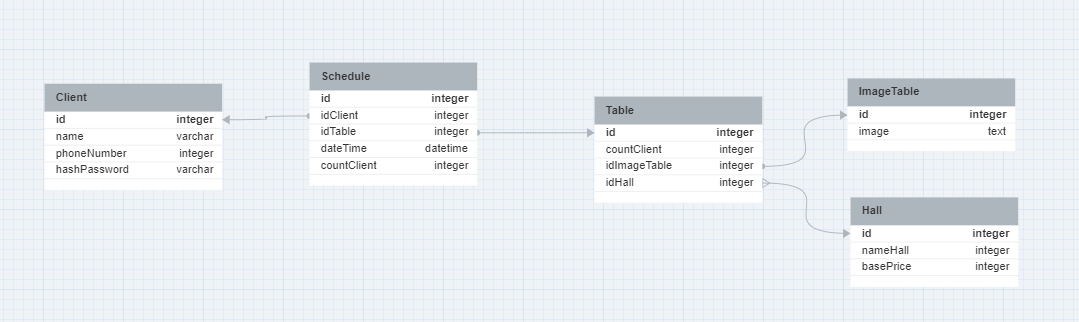 Client
id integer
name varchar
phoneNumber integer
hashPassword varchar
Schedule
id integer
idClient integer
idTable integer
dateTime datetime
countClient integer
Table
id integer
countClient integer
idImageTable integer
idHall integer
ImageTable
id integer
image text
Hall
id integer
nameHall integer
basePrice integer